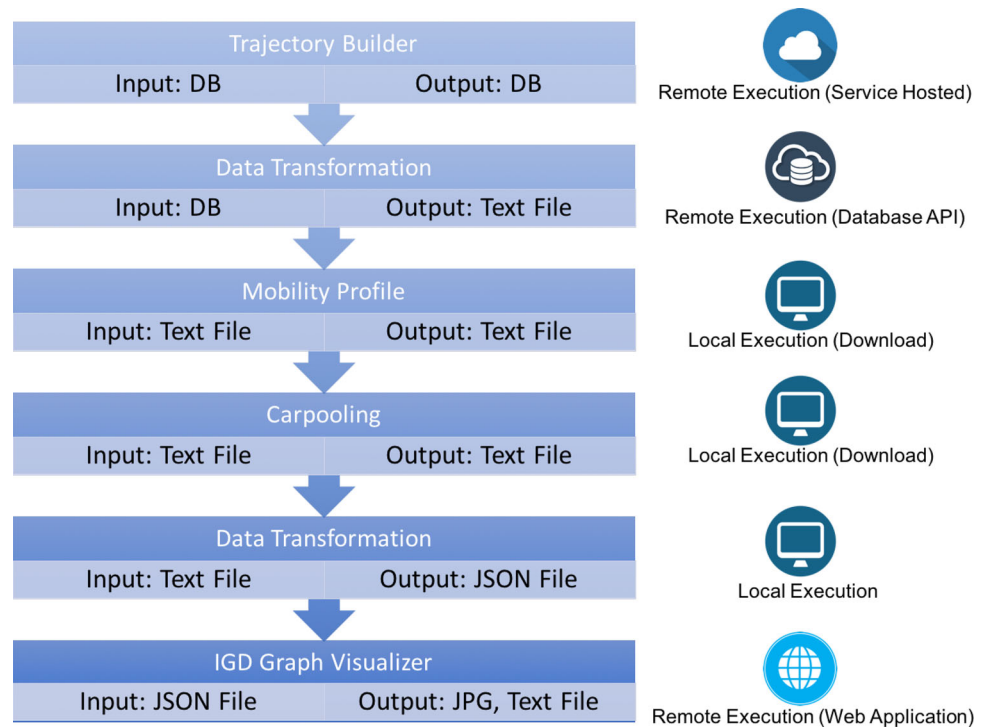 Trajectory Builder
Input: DB
Output: DB
Remote Execution (Service Hosted)
Data Transformation
Input: DB
Output: Text File
Remote Execution (Database API)
Mobility Profile
Input: Text File
Output: Text File
Local Execution (Download)
Carpooling
Input: Text File
Output: Text File
Local Execution (Download)
Data Transformation
Input: Text File
Output: JSON File
Local Execution
IGD Graph Visualizer
Input: JSON File
Output: JPG, Text File
Remote Execution (Web Application)